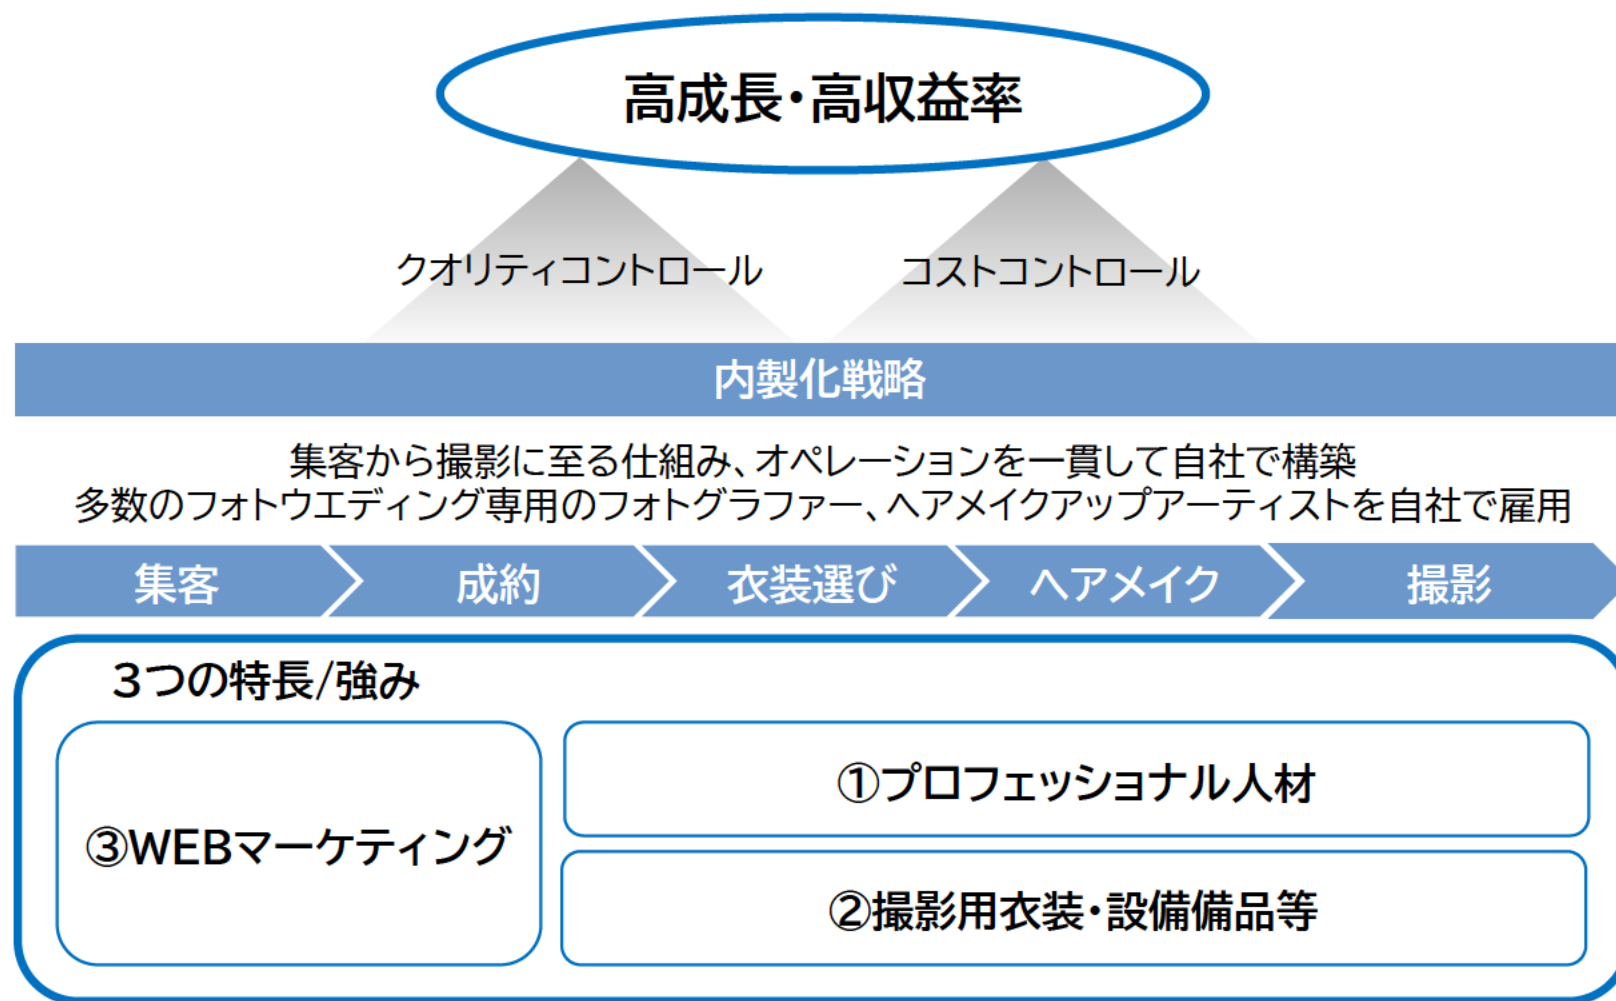 高成長・高収益率
クオリティコントロール
コストコントロール
内製化戦略
集客から撮影に至る仕組み、オペレーションを一貫して自社で構築
多数のフォトウエディング専用のフォトグラファー、ヘアメイクアップアーティストを自社で雇用
集客
成約
衣装選び
ヘアメイク
撮影
3つの特長/強み
①プロフェッショナル人材
③WEBマーケティング
②撮影用衣装・設備備品等